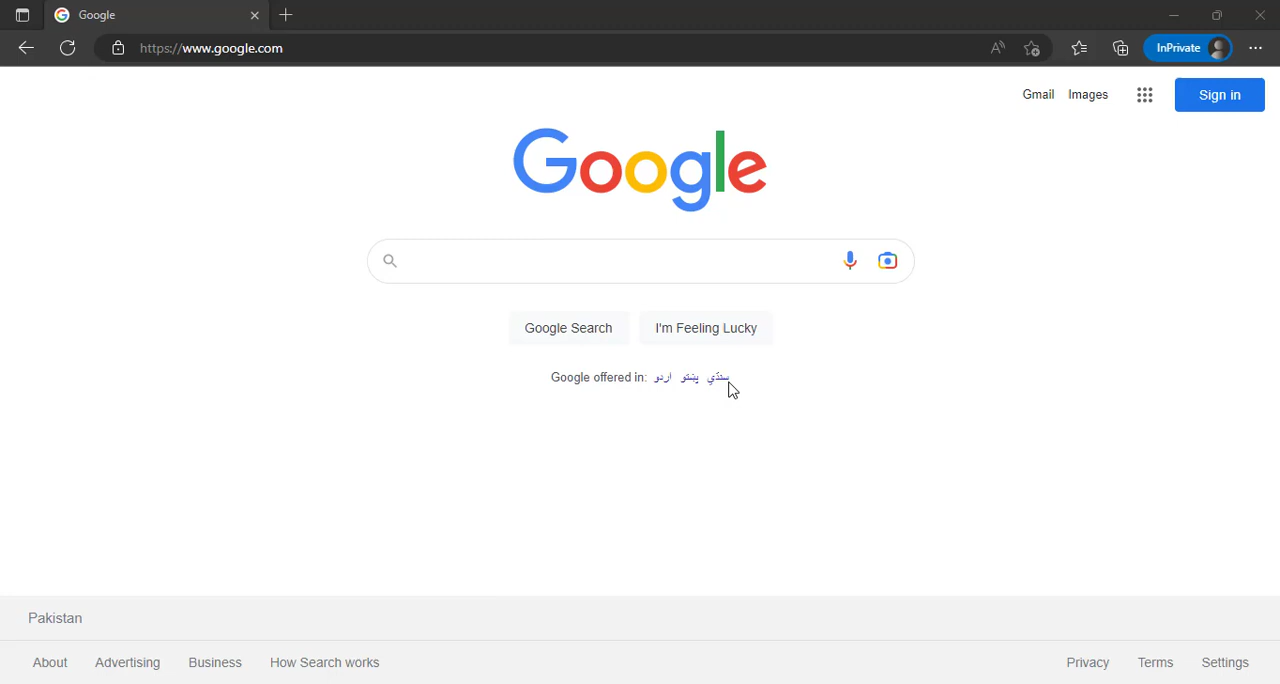 Google
https://www.google.com
InPrivate
Gmail Images Sign in
Google
Google Search I'm Feeling Lucky
Google offered in: اردو پښتو سنڌي
Pakistan
About Advertising Business How Search works Privacy Terms Settings